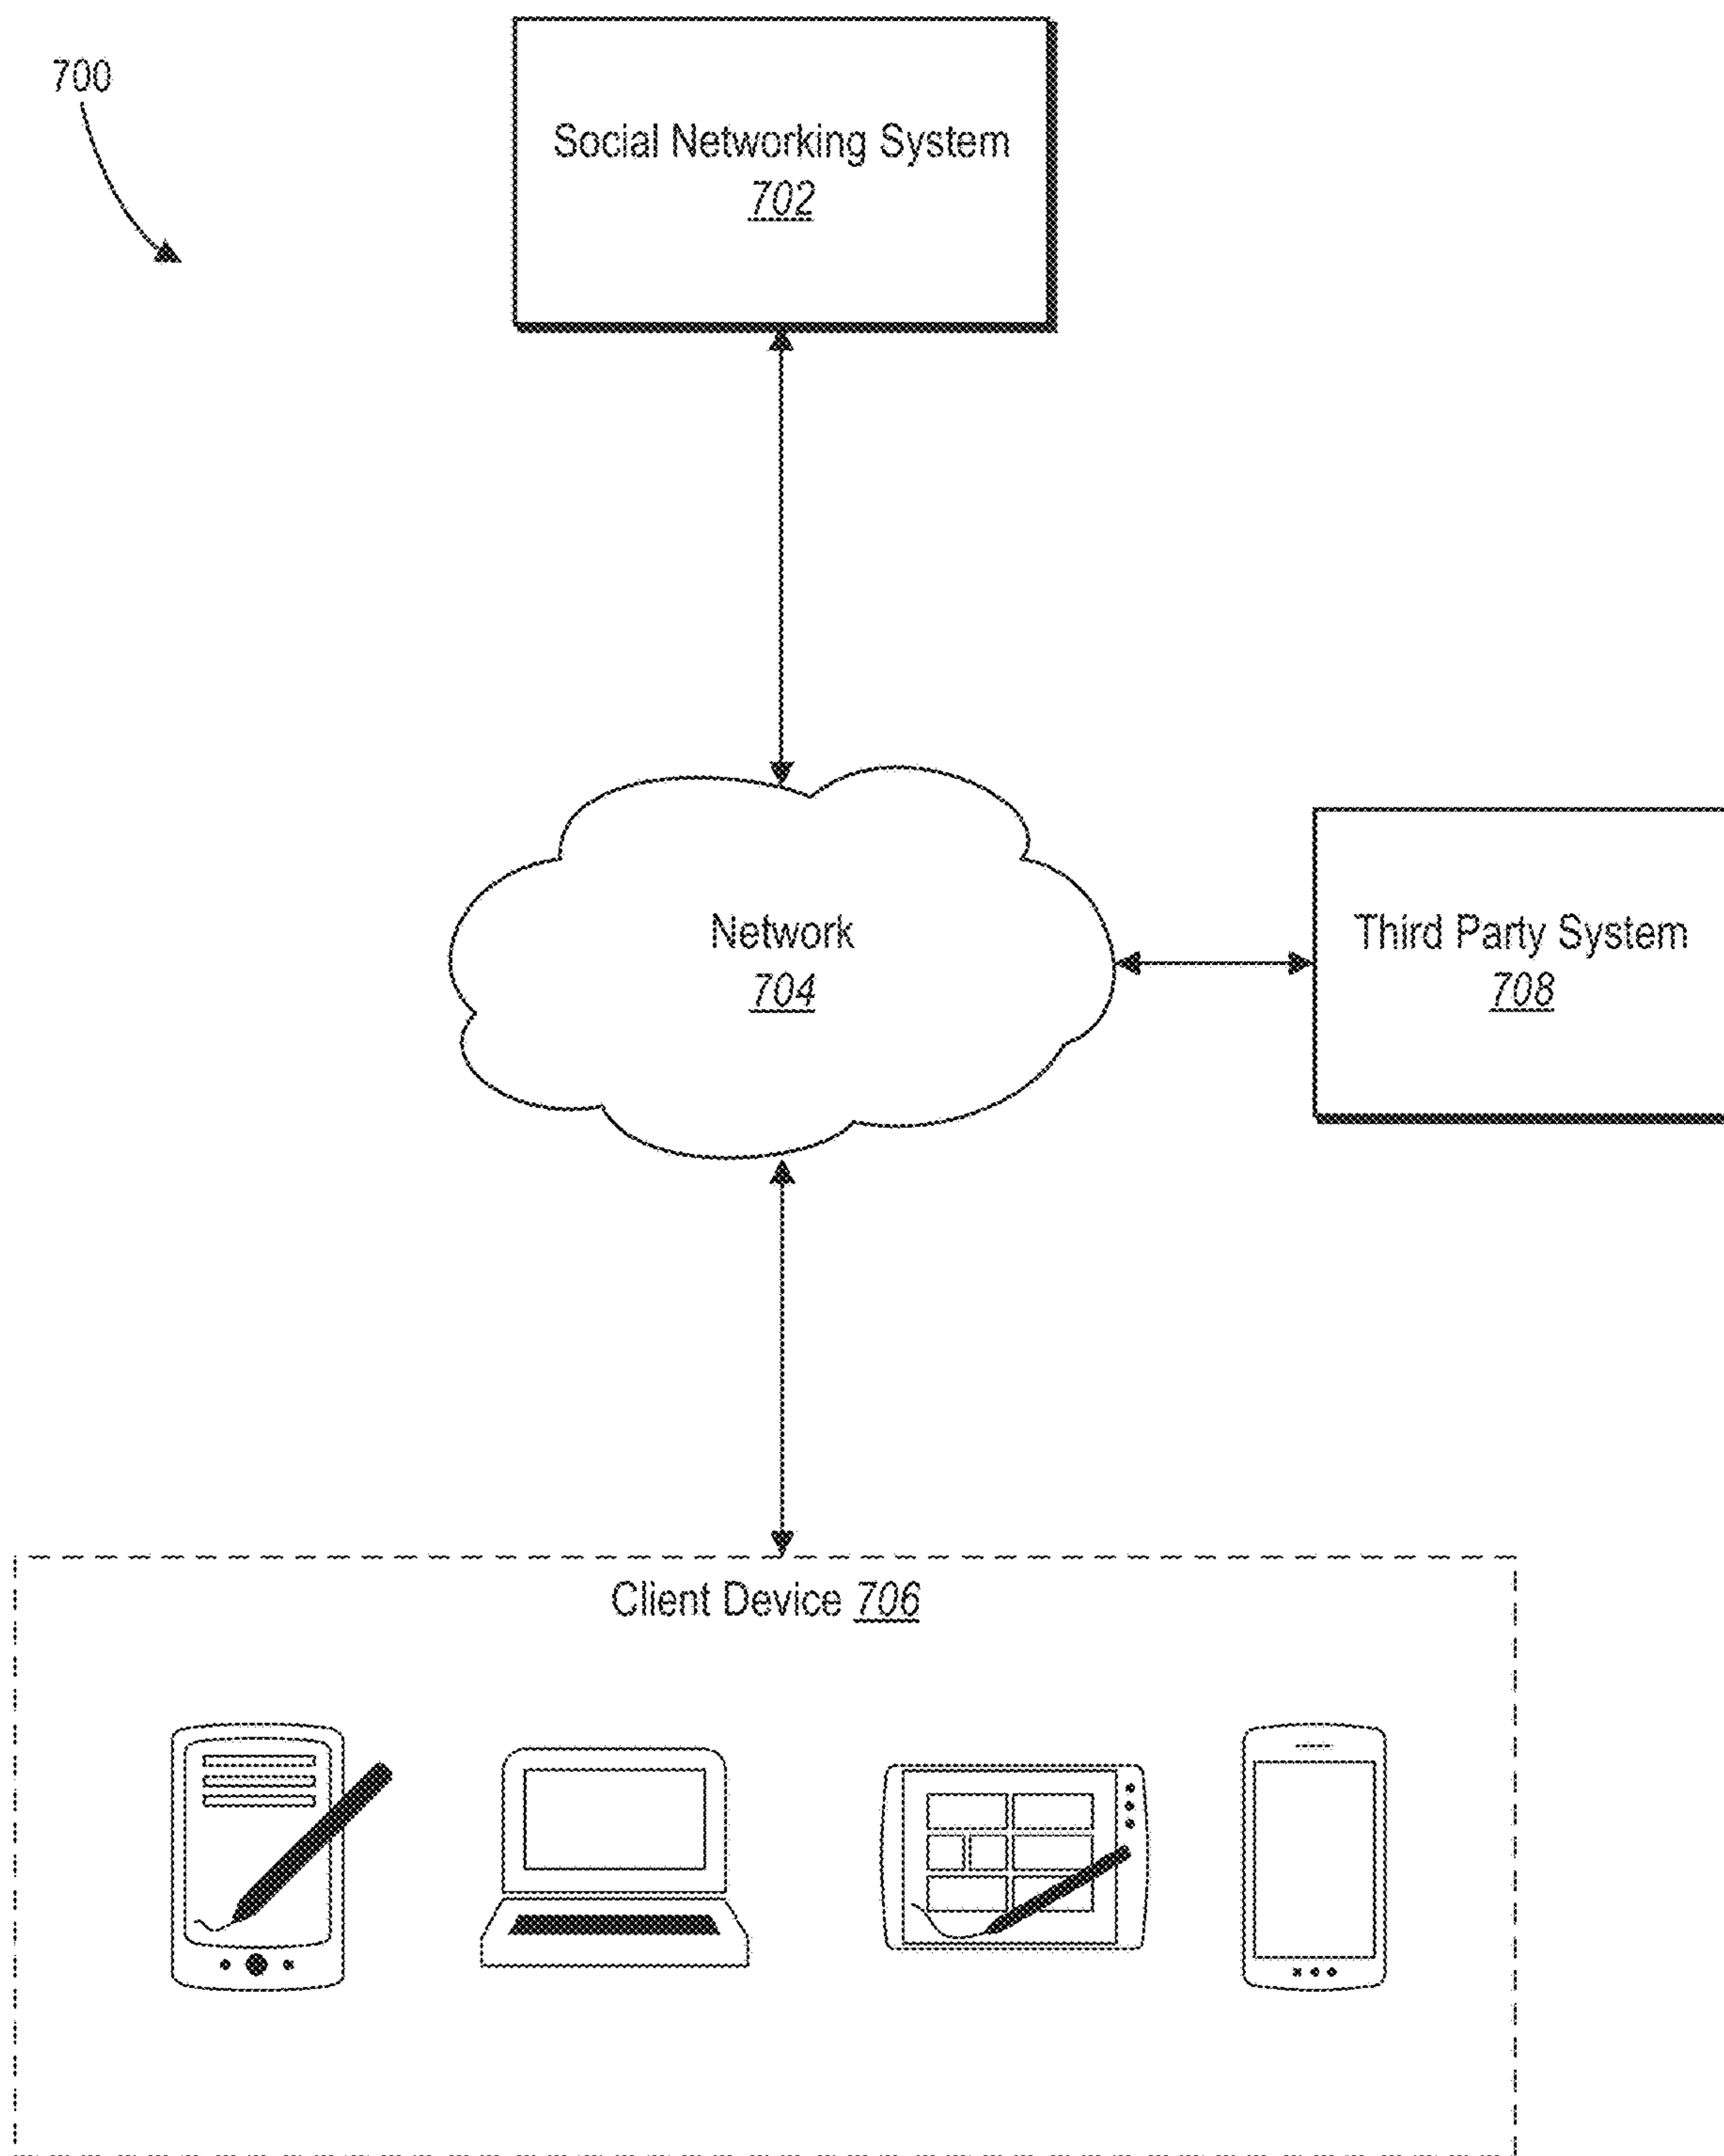 700
Social Networking System
702
Network
704
Third Party System
708
Client Device 706